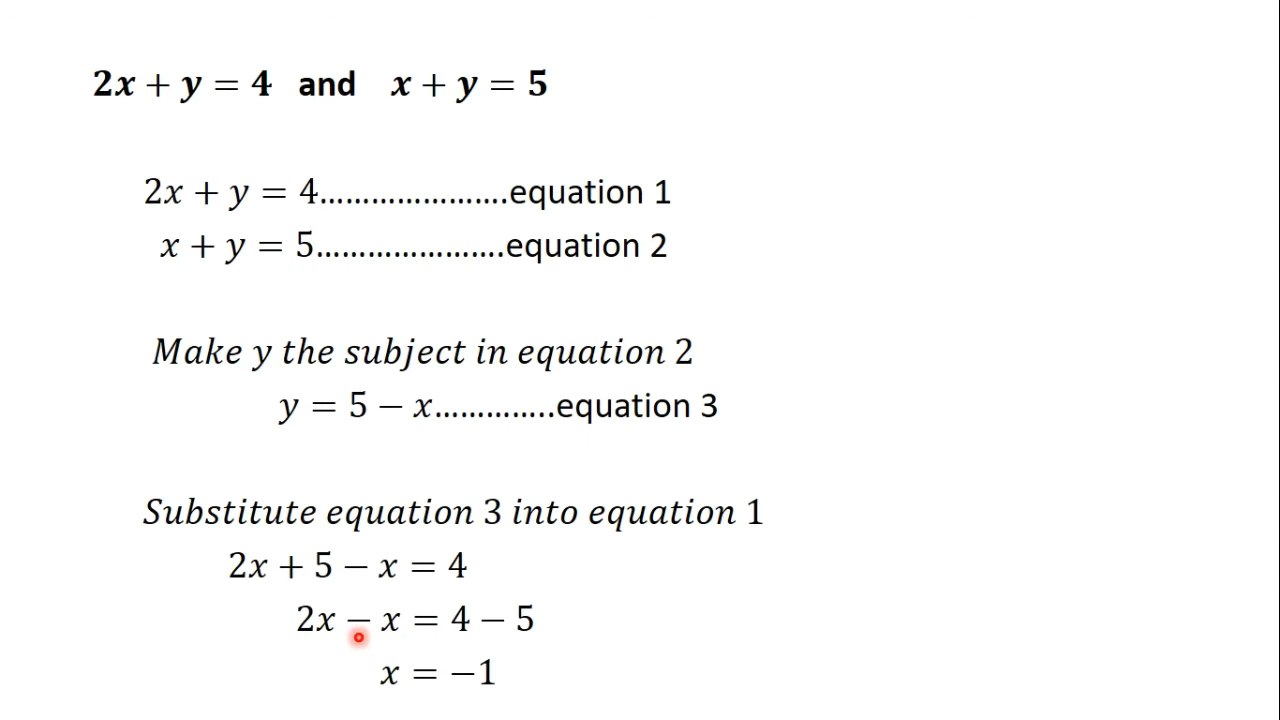 2x + y = 4 and x + y = 5
2x + y = 4......................equation 1
x + y = 5......................equation 2
Make y the subject in equation 2
y = 5 − x..............equation 3
Substitute equation 3 into equation 1
2x + 5 − x = 4
2x − x = 4 − 5
x = −1